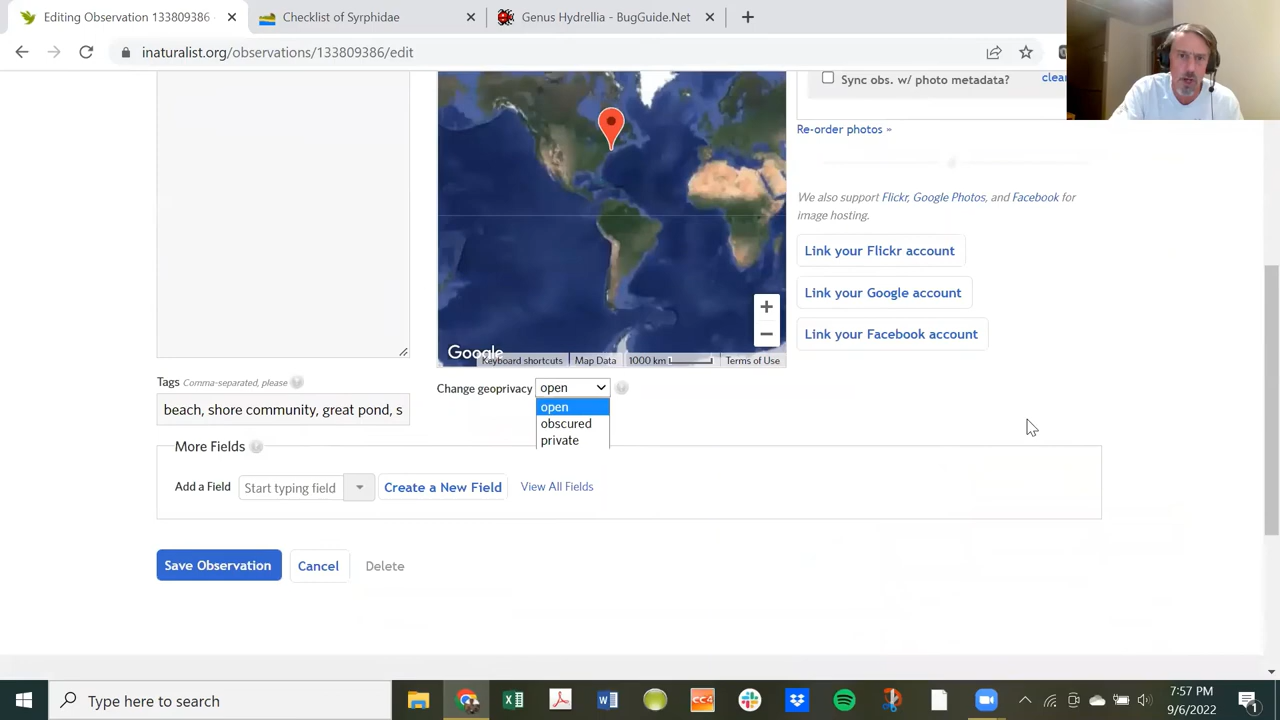 Editing Observation 133809386
Checklist of Syrphidae
Genus Hydrellia - BugGuide.Net
inaturalist.org/observations/133809386/edit
Sync obs. w/ photo metadata?
clear
Re-order photos »
We also support Flickr, Google Photos, and Facebook for
image hosting.
Link your Flickr account
Link your Google account
Link your Facebook account
Google
Keyboard shortcuts
Map Data
1000 km
Terms of Use
Tags Comma-separated, please
beach, shore community, great pond, s
Change geoprivacy
open
open
obscured
private
More Fields
Add a Field
Start typing field
Create a New Field
View All Fields
Save Observation
Cancel
Delete
Type here to search
CC4
7:57 PM
9/6/2022
1